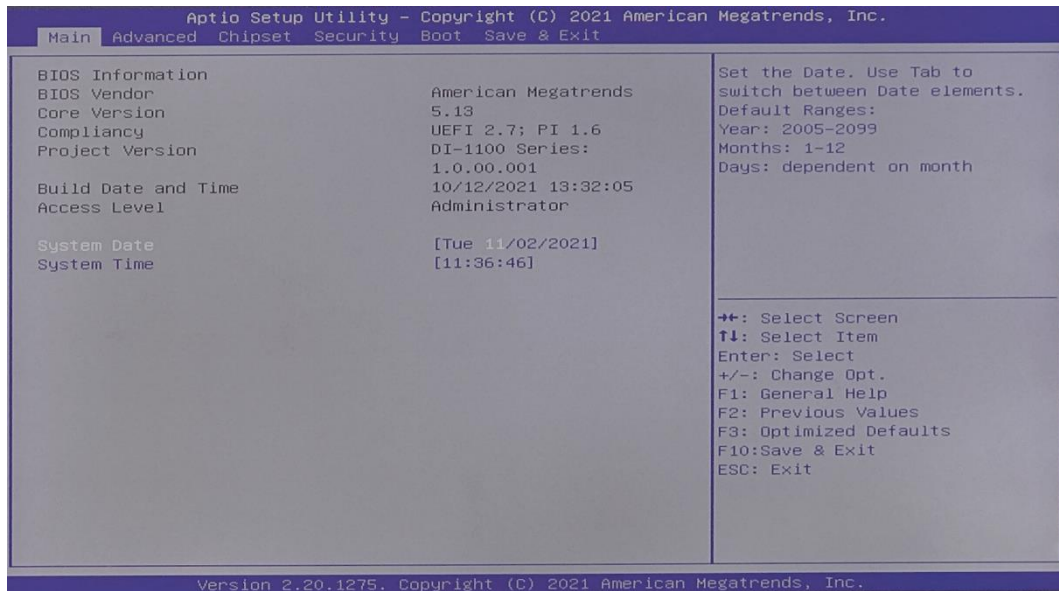 Aptio Setup Utility – Copyright (C) 2021 American Megatrends, Inc.
Main Advanced Chipset Security Boot Save & Exit
BIOS Information
BIOS Vendor American Megatrends
Core Version 5.13
Compliancy UEFI 2.7; PI 1.6
Project Version DI-1100 Series:
1.0.00.001
Build Date and Time 10/12/2021 13:32:05
Access Level Administrator
System Date [Tue 11/02/2021]
System Time [11:36:46]
Set the Date. Use Tab to
switch between Date elements.
Default Ranges:
Year: 2005-2099
Months: 1-12
Days: dependent on month
→←: Select Screen
↑↓: Select Item
Enter: Select
+/-: Change Opt.
F1: General Help
F2: Previous Values
F3: Optimized Defaults
F10:Save & Exit
ESC: Exit
Version 2.20.1275. Copyright (C) 2021 American Megatrends, Inc.